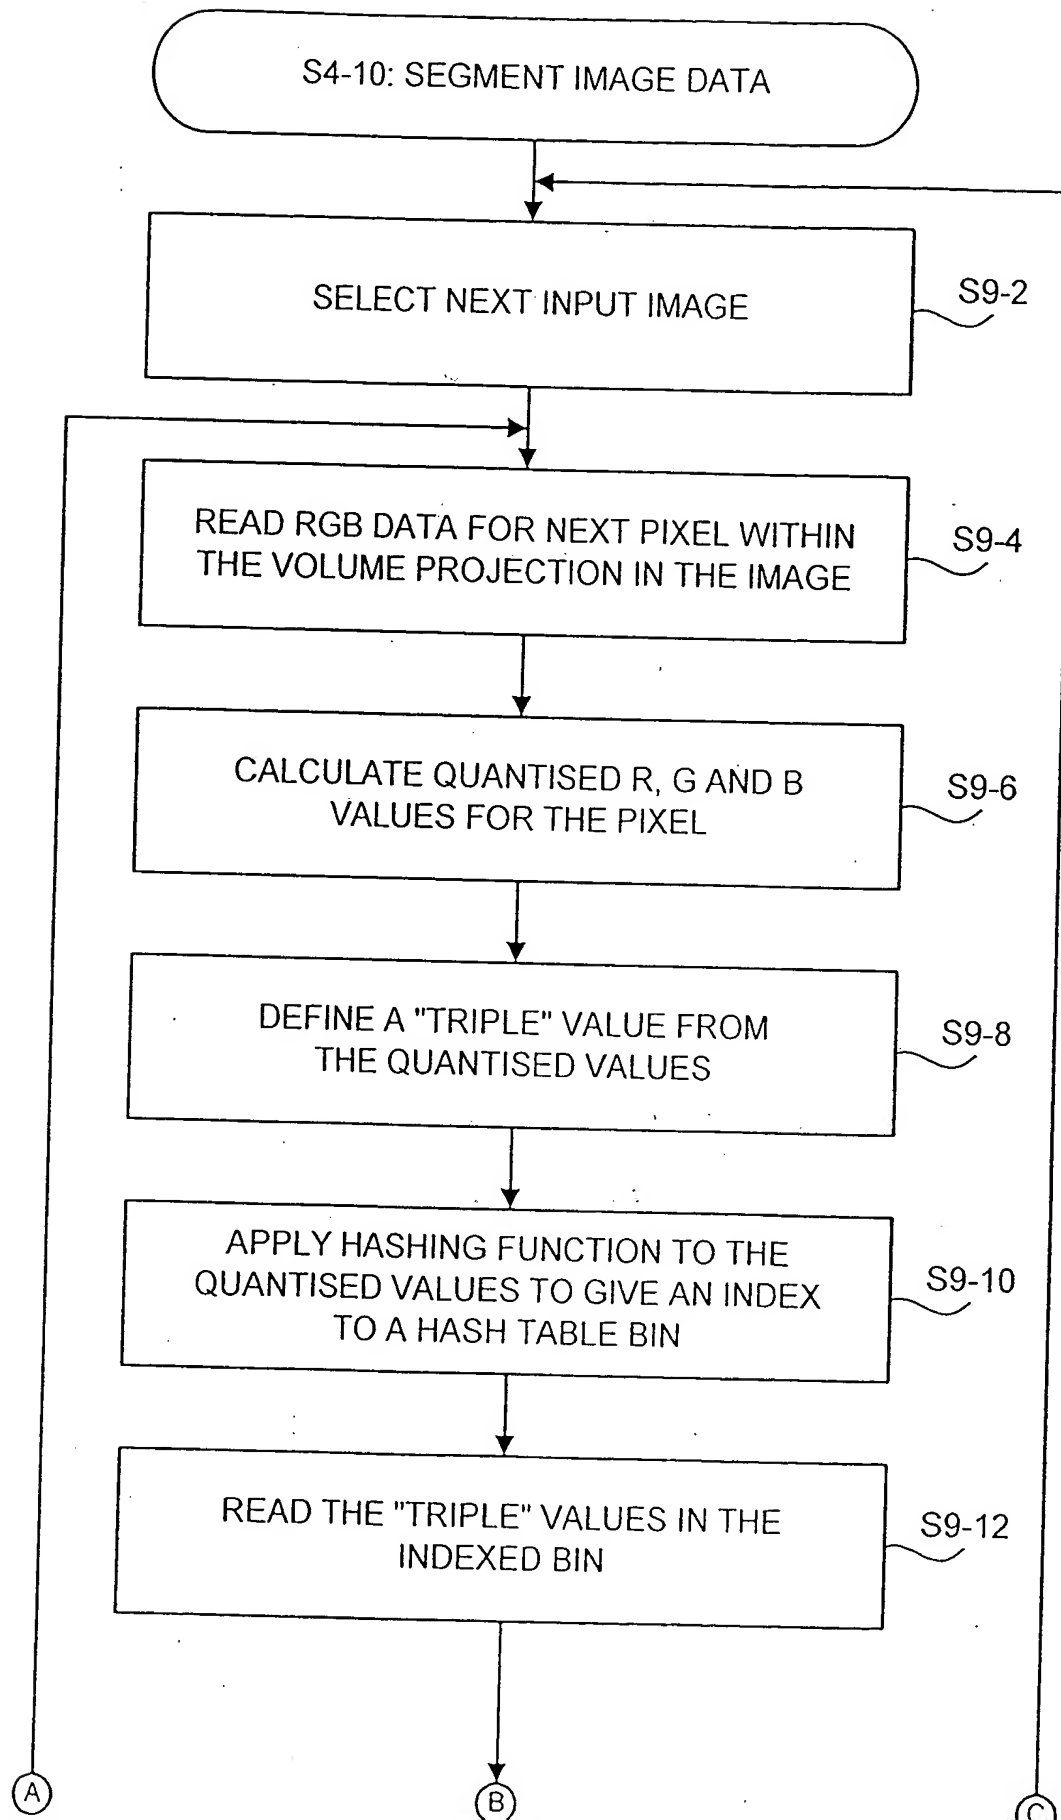 S4-10: SEGMENT IMAGE DATA
SELECT NEXT INPUT IMAGE
S9-2
READ RGB DATA FOR NEXT PIXEL WITHIN
THE VOLUME PROJECTION IN THE IMAGE
S9-4
CALCULATE QUANTISED R, G AND B
VALUES FOR THE PIXEL
S9-6
DEFINE A "TRIPLE" VALUE FROM
THE QUANTISED VALUES
S9-8
APPLY HASHING FUNCTION TO THE
QUANTISED VALUES TO GIVE AN INDEX
TO A HASH TABLE BIN
S9-10
READ THE "TRIPLE" VALUES IN THE
INDEXED BIN
S9-12
A
B
C